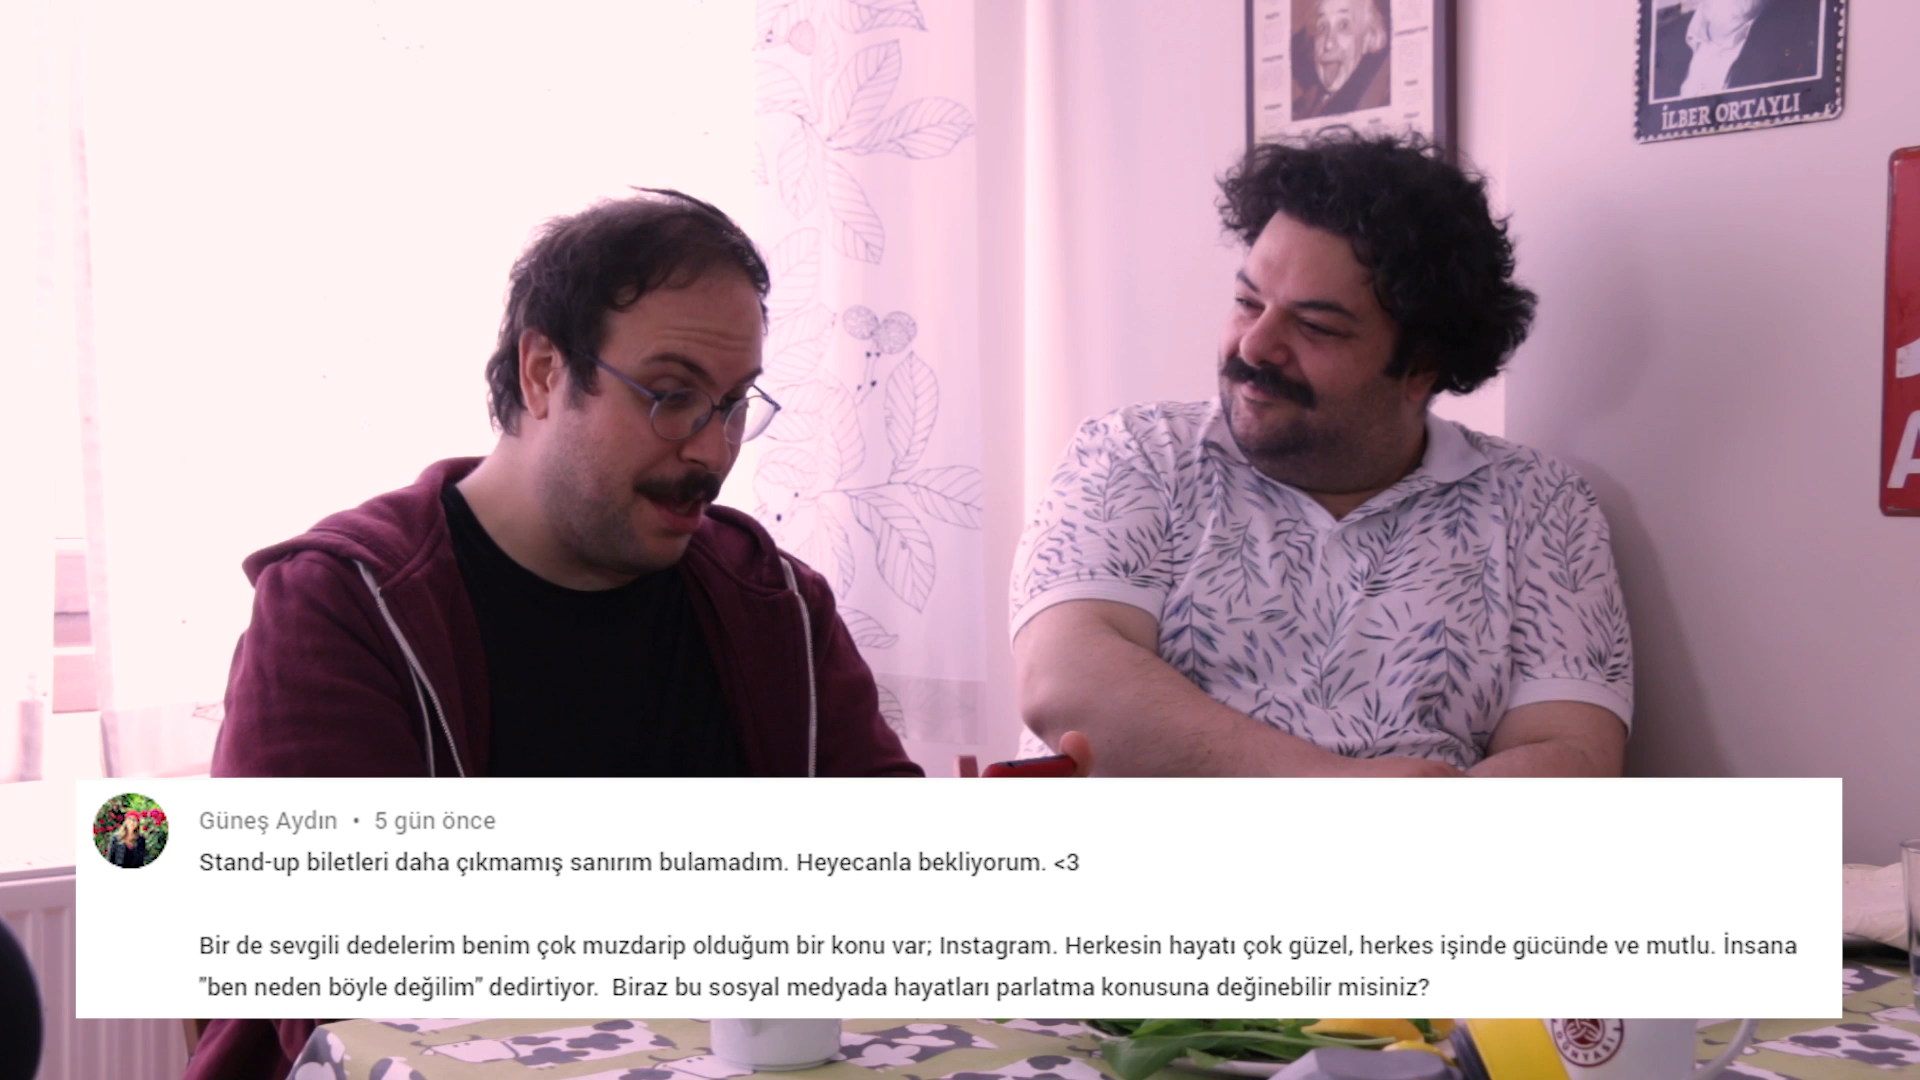 İLBER ORTAYLI
A
Güneş Aydın • 5 gün önce
Stand-up biletleri daha çıkmamış sanırım bulamadım. Heyecanla bekliyorum. <3
Bir de sevgili dedelerim benim çok muzdarip olduğum bir konu var; Instagram. Herkesin hayatı çok güzel, herkes işinde gücünde ve mutlu. İnsana
"ben neden böyle değilim" dedirtiyor.  Biraz bu sosyal medyada hayatları parlatma konusuna değinebilir misiniz?
DÜNYASI